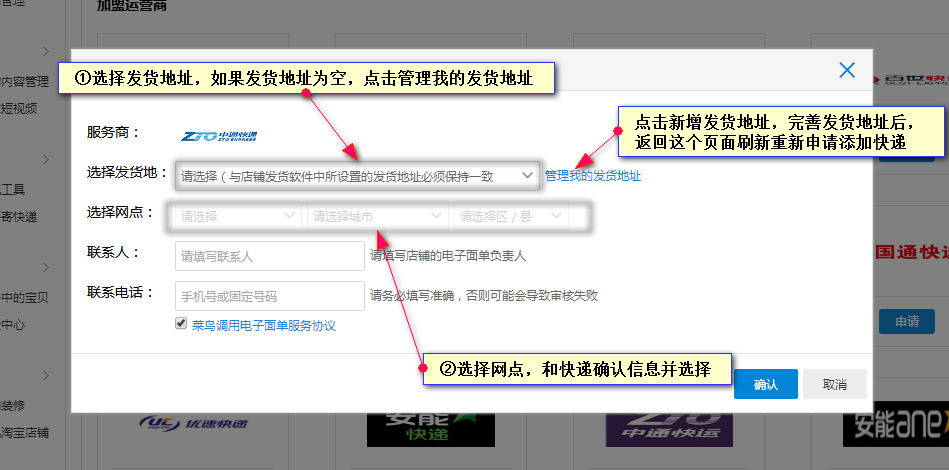 管理
加盟运营商
①选择发货地址，如果发货地址为空，点击管理我的发货地址
内容管理
百世快
短视频
点击新增发货地址，完善发货地址后，
返回这个页面刷新重新申请添加快递
服务商：
ZTO 中通快递
ZTO EXPRESS
选择发货地：
请选择（与店铺发货软件中所设置的发货地址必须保持一致
管理我的发货地址
工具
选择网点：
请选择
请选择城市
请选择区 / 县
客快递
联系人：
请填写联系人
请填写店铺的电子面单负责人
国通快递
联系电话：
手机号或固定号码
请务必填写准确，否则可能会导致审核失败
中的宝贝
菜鸟调用电子面单服务协议
中心
申请
②选择网点，和快递确认信息并选择
确认
取消
装修
淘宝店铺
UC 优速快递
安能
快递
ZTO
中通快运
安能ane